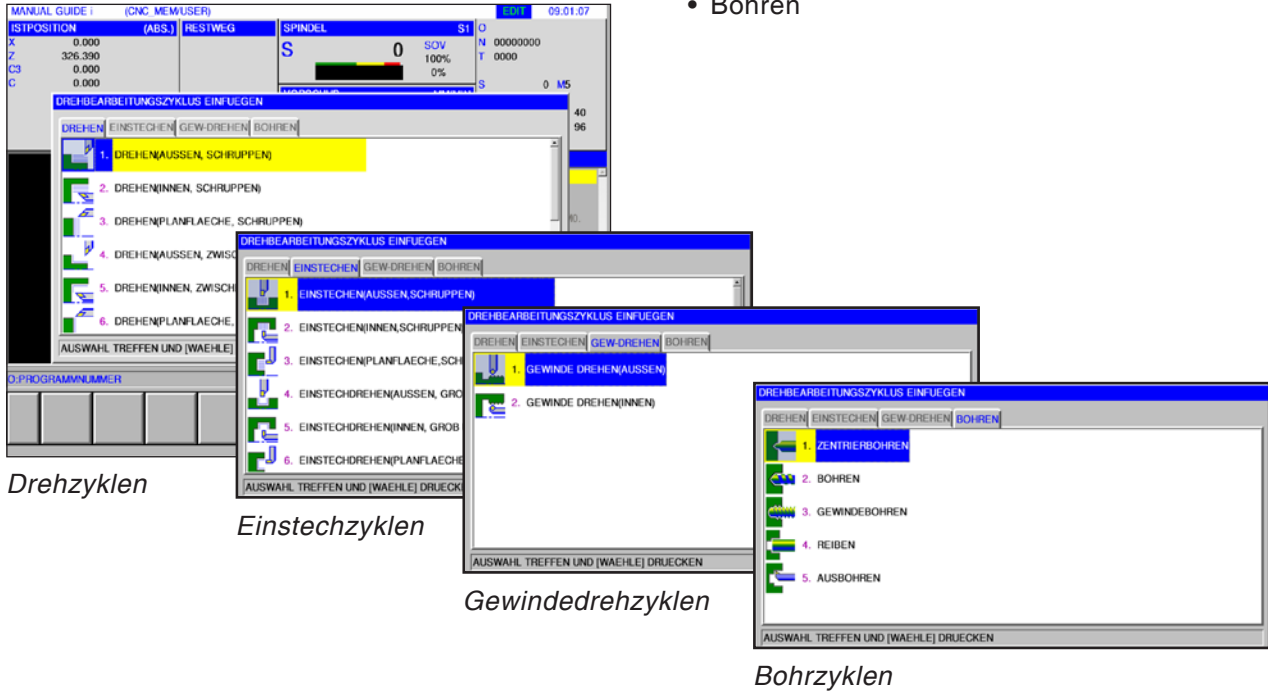 • Bohren
MANUAL GUIDE i (CNC_MEM/USER) EDIT 09:01:07
ISTPOSITION (ABS.) RESTWEG SPINDEL S1 O
X 0.000 N 00000000
Z 326.390 S 0 SOV T 0000
C3 0.000 100%
C 0.000 0%
S 0 M5
40
96
DREHBEARBEITUNGSZYKLUS EINFUEGEN
DREHEN EINSTECHEN GEW-DREHEN BOHREN
1. DREHEN(AUSSEN, SCHRUPPEN)
2. DREHEN(INNEN, SCHRUPPEN)
3. DREHEN(PLANFLAECHE, SCHRUPPEN)
4. DREHEN(AUSSEN, ZWISC
5. DREHEN(INNEN, ZWISCH
6. DREHEN(PLANFLAECHE,
AUSWAHL TREFFEN UND [WAEHLE]
O:PROGRAMMNUMMER
Drehzyklen
DREHBEARBEITUNGSZYKLUS EINFUEGEN
DREHEN EINSTECHEN GEW-DREHEN BOHREN
1. EINSTECHEN(AUSSEN,SCHRUPPEN)
2. EINSTECHEN(INNEN,SCHRUPPEN
3. EINSTECHEN(PLANFLAECHE,SCH
4. EINSTECHDREHEN(AUSSEN, GRO
5. EINSTECHDREHEN(INNEN, GROB
6. EINSTECHDREHEN(PLANFLAECHE
AUSWAHL TREFFEN UND [WAEHLE] DRUECK
Einstechzyklen
DREHBEARBEITUNGSZYKLUS EINFUEGEN
DREHEN EINSTECHEN GEW-DREHEN BOHREN
1. GEWINDE DREHEN(AUSSEN)
2. GEWINDE DREHEN(INNEN)
AUSWAHL TREFFEN UND [WAEHLE] DRUECKEN
Gewindedrehzyklen
DREHBEARBEITUNGSZYKLUS EINFUEGEN
DREHEN EINSTECHEN GEW-DREHEN BOHREN
1. ZENTRIERBOHREN
2. BOHREN
3. GEWINDEBOHREN
4. REIBEN
5. AUSBOHREN
AUSWAHL TREFFEN UND [WAEHLE] DRUECKEN
Bohrzyklen